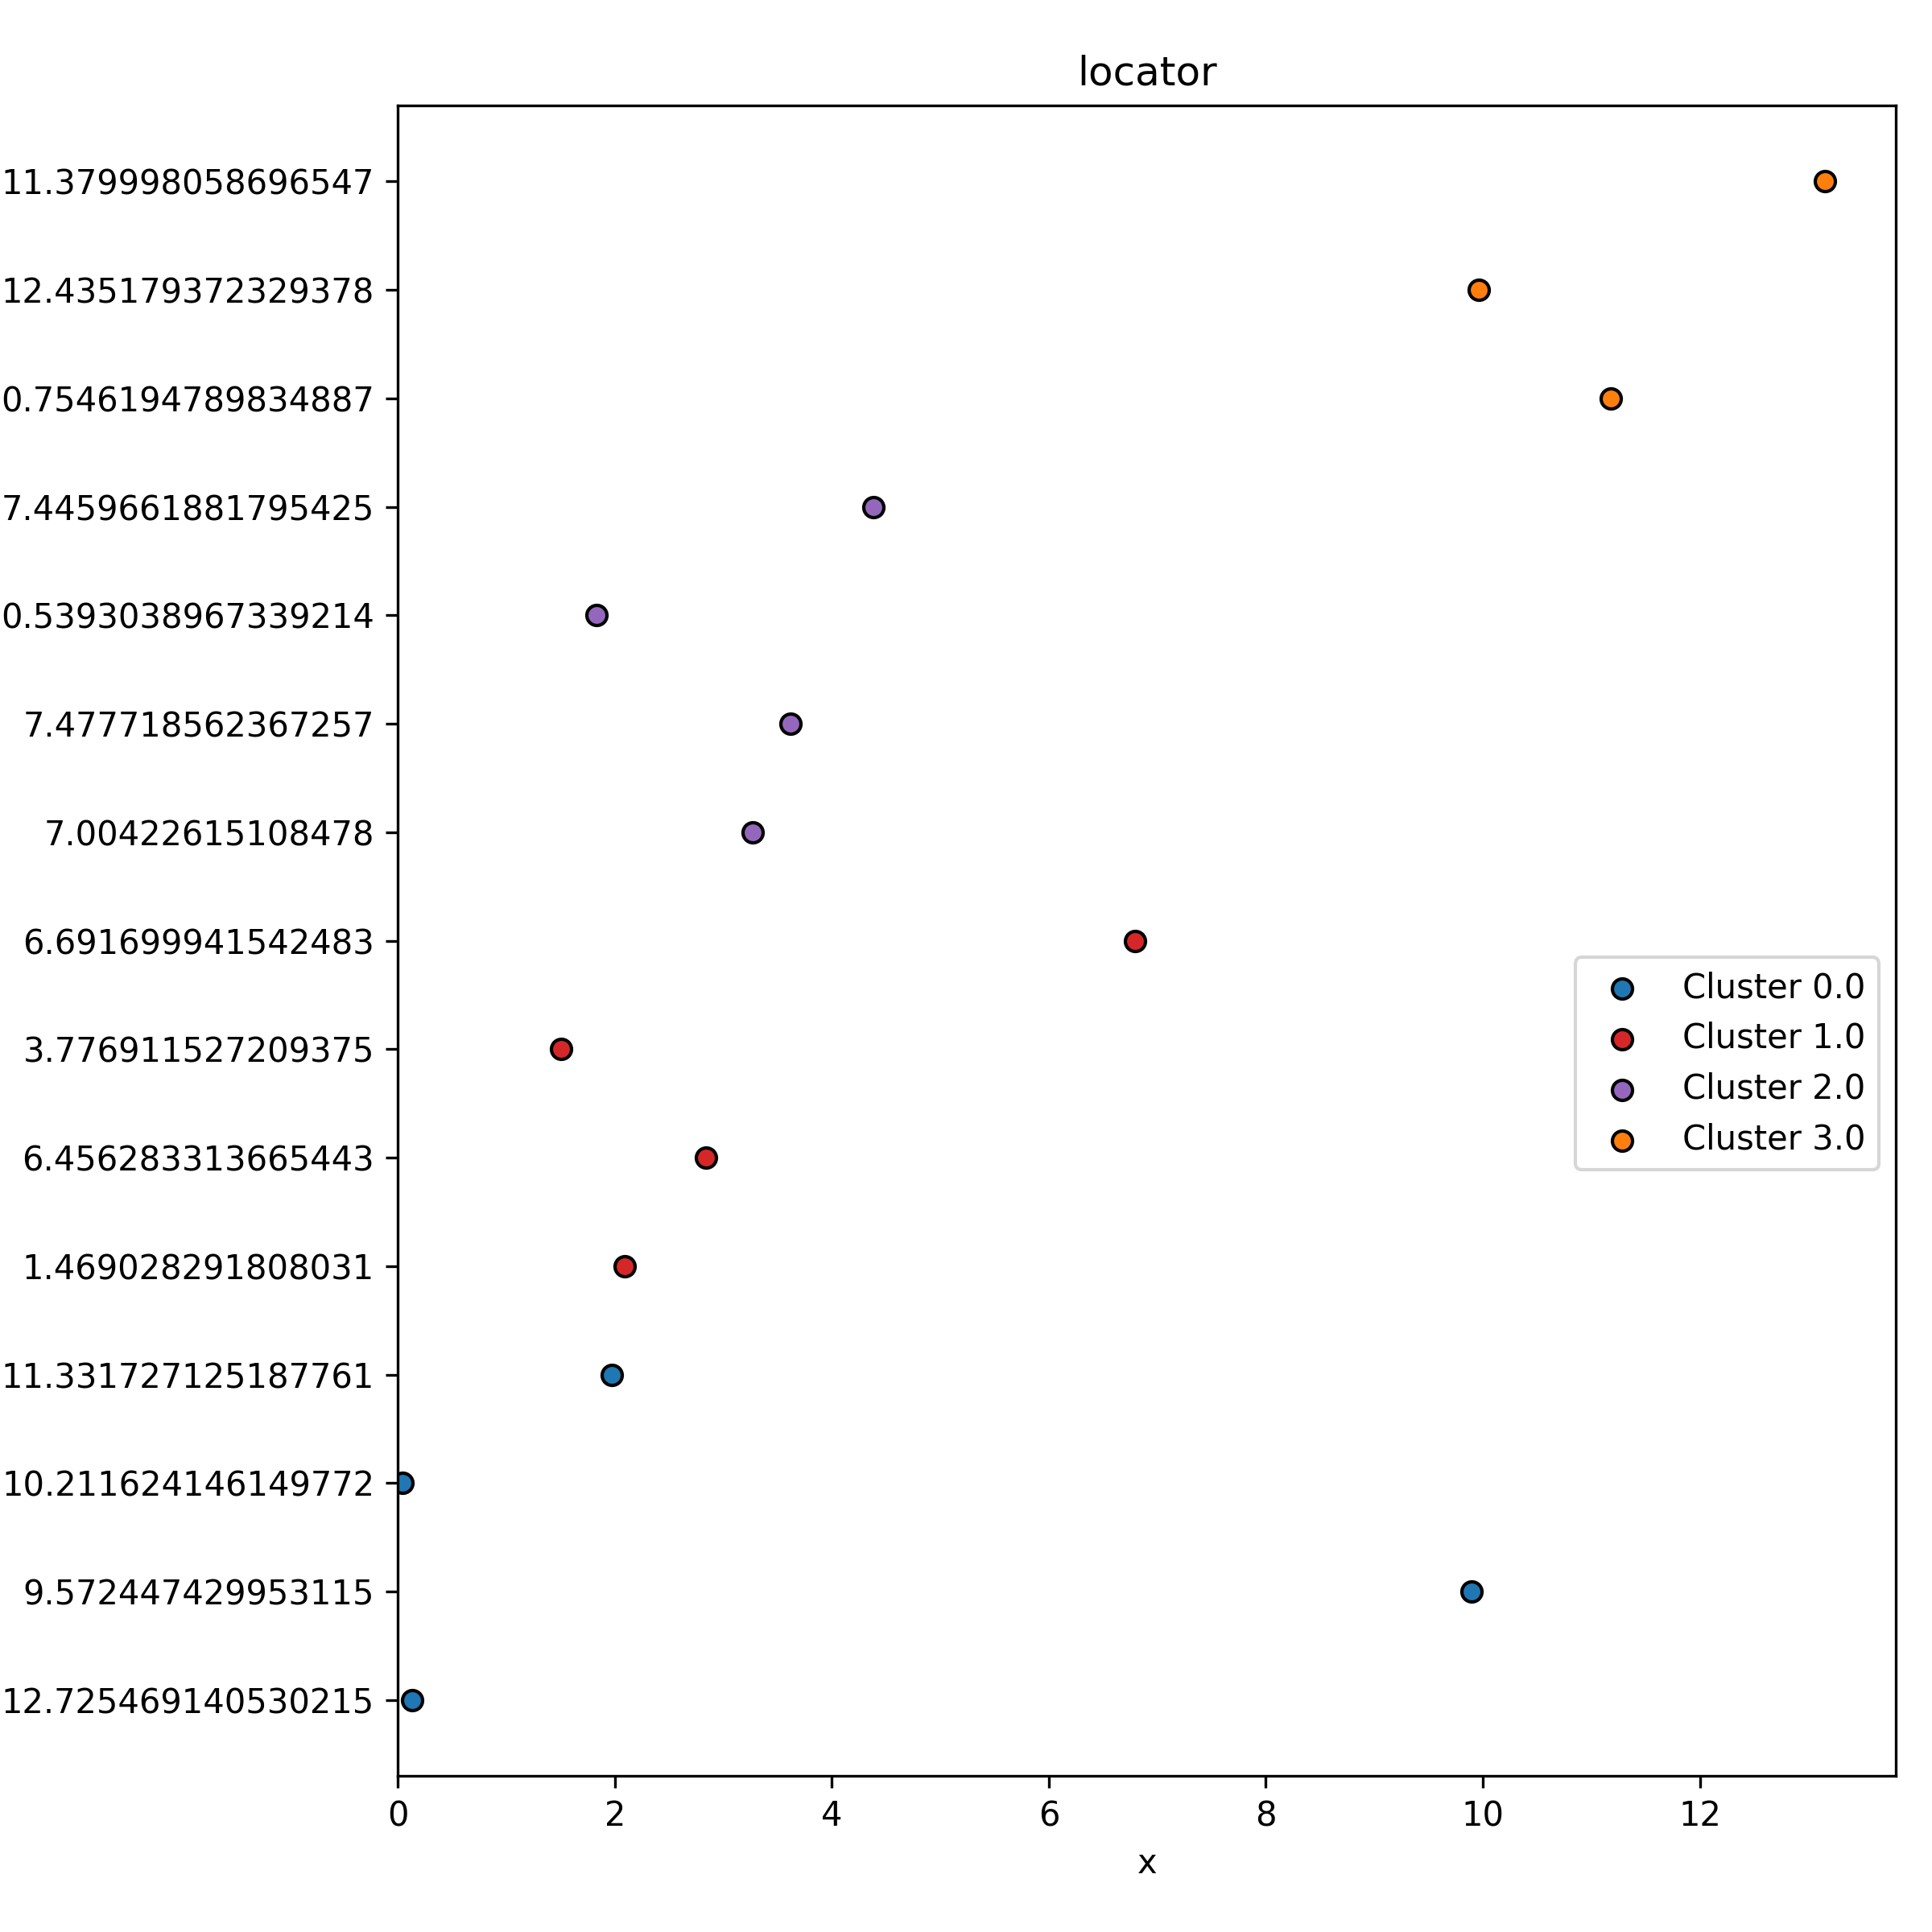 locator
11.379998058696547
12.435179372329378
0.7546194789834887
7.4459661881795425
0.5393038967339214
7.477718562367257
7.00422615108478
6.691699941542483
3.776911527209375
6.456283313665443
1.469028291808031
11.331727125187761
10.211624146149772
9.572447429953115
12.725469140530215
Cluster 0.0
Cluster 1.0
Cluster 2.0
Cluster 3.0
0 2 4 6 8 10 12
x